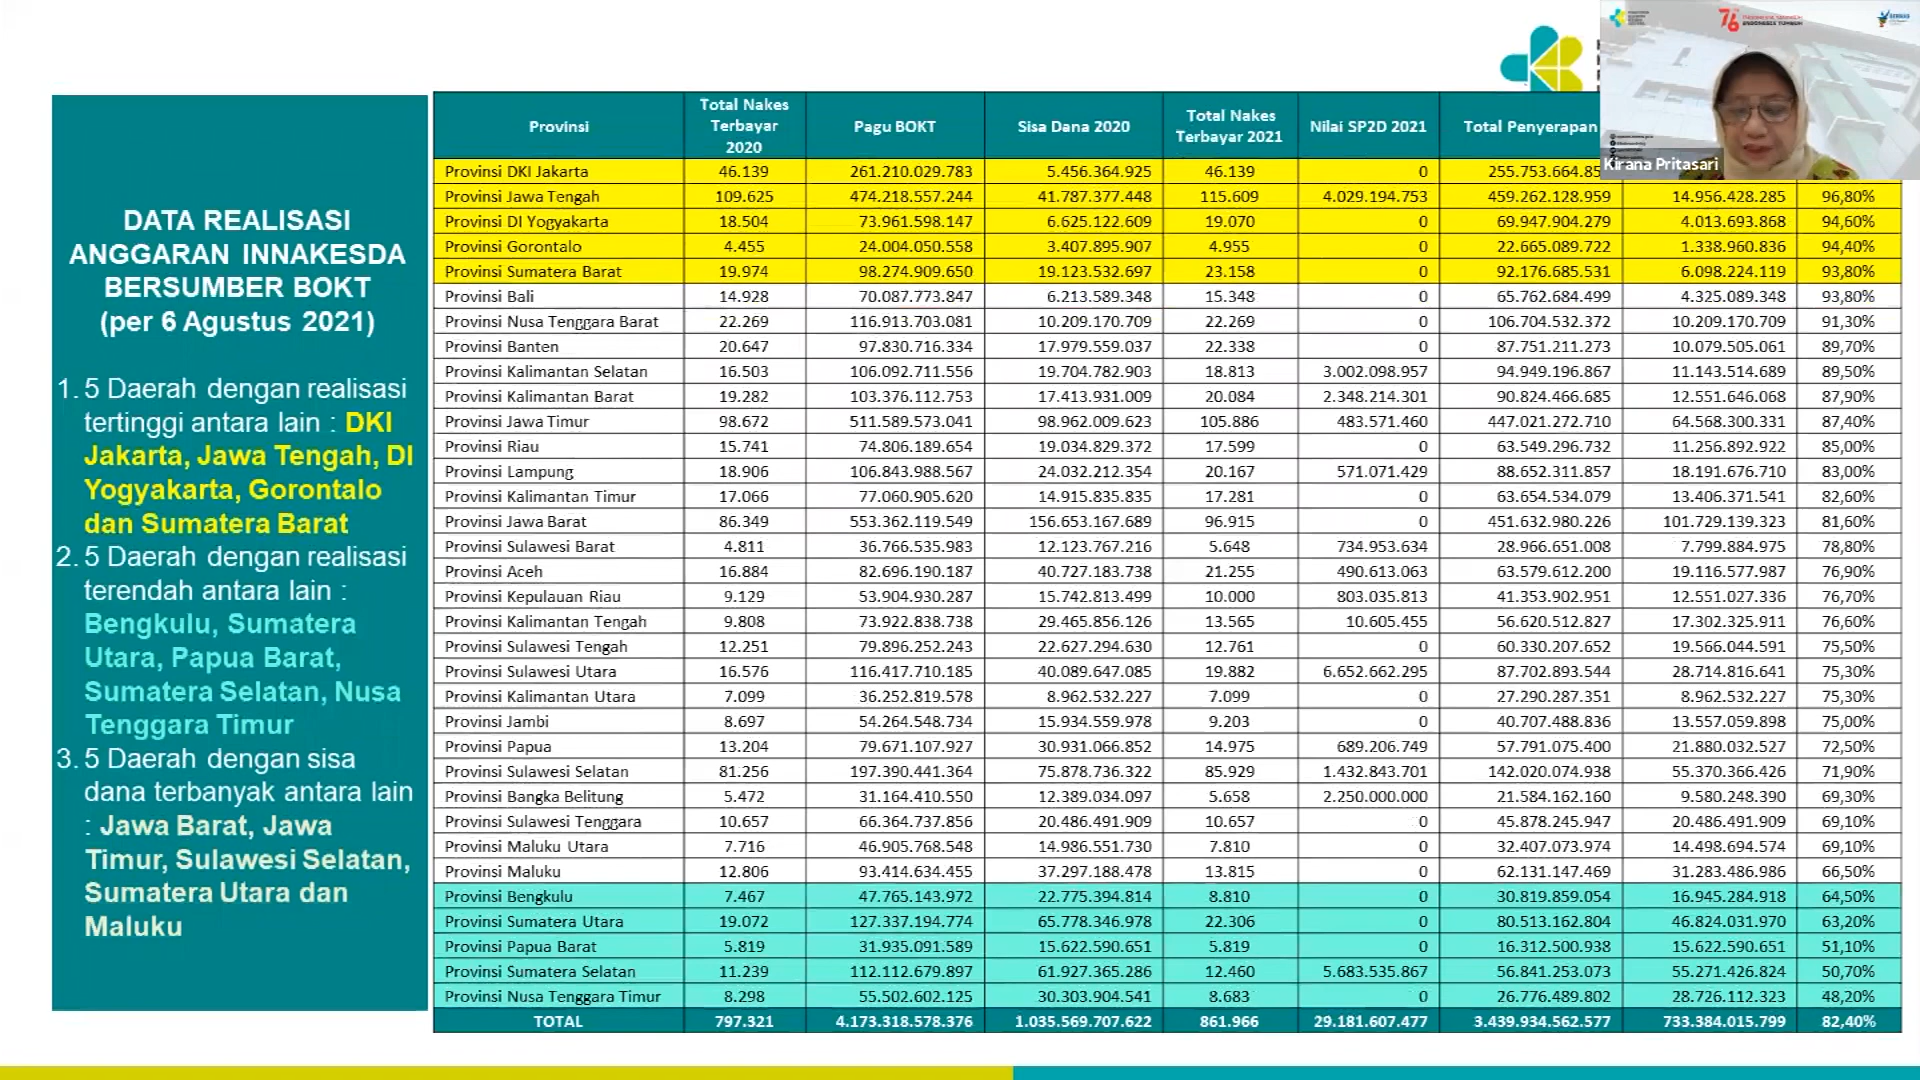 76
Kirana Pritasari
DATA REALISASI
ANGGARAN INNAKESDA
BERSUMBER BOKT
(per 6 Agustus 2021)
1. 5 Daerah dengan realisasi
tertinggi antara lain : DKI
Jakarta, Jawa Tengah, DI
Yogyakarta, Gorontalo
dan Sumatera Barat
2. 5 Daerah dengan realisasi
terendah antara lain :
Bengkulu, Sumatera
Utara, Papua Barat,
Sumatera Selatan, Nusa
Tenggara Timur
3. 5 Daerah dengan sisa
dana terbanyak antara lain
: Jawa Barat, Jawa
Timur, Sulawesi Selatan,
Sumatera Utara dan
Maluku
Provinsi Total Nakes Terbayar 2020 Pagu BOKT Sisa Dana 2020 Total Nakes Terbayar 2021 Nilai SP2D 2021 Total Penyerapan
Provinsi DKI Jakarta 46.139 261.210.029.783 5.456.364.925 46.139 0 255.753.664.85
Provinsi Jawa Tengah 109.625 474.218.557.244 41.787.377.448 115.609 4.029.194.753 459.262.128.959 14.956.428.285 96,80%
Provinsi DI Yogyakarta 18.504 73.961.598.147 6.625.122.609 19.070 0 69.947.904.279 4.013.693.868 94,60%
Provinsi Gorontalo 4.455 24.004.050.558 3.407.895.907 4.955 0 22.665.089.722 1.338.960.836 94,40%
Provinsi Sumatera Barat 19.974 98.274.909.650 19.123.532.697 23.158 0 92.176.685.531 6.098.224.119 93,80%
Provinsi Bali 14.928 70.087.773.847 6.213.589.348 15.348 0 65.762.684.499 4.325.089.348 93,80%
Provinsi Nusa Tenggara Barat 22.269 116.913.703.081 10.209.170.709 22.269 0 106.704.532.372 10.209.170.709 91,30%
Provinsi Banten 20.647 97.830.716.334 17.979.559.037 22.338 0 87.751.211.273 10.079.505.061 89,70%
Provinsi Kalimantan Selatan 16.503 106.092.711.556 19.704.782.903 18.813 3.002.098.957 94.949.196.867 11.143.514.689 89,50%
Provinsi Kalimantan Barat 19.282 103.376.112.753 17.413.931.009 20.084 2.348.214.301 90.824.466.685 12.551.646.068 87,90%
Provinsi Jawa Timur 98.672 511.589.573.041 98.962.009.623 105.886 483.571.460 447.021.272.710 64.568.300.331 87,40%
Provinsi Riau 15.741 74.806.189.654 19.034.829.372 17.599 0 63.549.296.732 11.256.892.922 85,00%
Provinsi Lampung 18.906 106.843.988.567 24.032.212.354 20.167 571.071.429 88.652.311.857 18.191.676.710 83,00%
Provinsi Kalimantan Timur 17.066 77.060.905.620 14.915.835.835 17.281 0 63.654.534.079 13.406.371.541 82,60%
Provinsi Jawa Barat 86.349 553.362.119.549 156.653.167.689 96.915 0 451.632.980.226 101.729.139.323 81,60%
Provinsi Sulawesi Barat 4.811 36.766.535.983 12.123.767.216 5.648 734.953.634 28.966.651.008 7.799.884.975 78,80%
Provinsi Aceh 16.884 82.696.190.187 40.727.183.738 21.255 490.613.063 63.579.612.200 19.116.577.987 76,90%
Provinsi Kepulauan Riau 9.129 53.904.930.287 15.742.813.499 10.000 803.035.813 41.353.902.951 12.551.027.336 76,70%
Provinsi Kalimantan Tengah 9.808 73.922.838.738 29.465.856.126 13.565 10.605.455 56.620.512.827 17.302.325.911 76,60%
Provinsi Sulawesi Tengah 12.251 79.896.252.243 22.627.294.630 12.761 0 60.330.207.652 19.566.044.591 75,50%
Provinsi Sulawesi Utara 16.576 116.417.710.185 40.089.647.085 19.882 6.652.662.295 87.702.893.544 28.714.816.641 75,30%
Provinsi Kalimantan Utara 7.099 36.252.819.578 8.962.532.227 7.099 0 27.290.287.351 8.962.532.227 75,30%
Provinsi Jambi 8.697 54.264.548.734 15.934.559.978 9.203 0 40.707.488.836 13.557.059.898 75,00%
Provinsi Papua 13.204 79.671.107.927 30.931.066.852 14.975 689.206.749 57.791.075.400 21.880.032.527 72,50%
Provinsi Sulawesi Selatan 81.256 197.390.441.364 75.878.736.322 85.929 1.432.843.701 142.020.074.938 55.370.366.426 71,90%
Provinsi Bangka Belitung 5.472 31.164.410.550 12.389.034.097 5.658 2.250.000.000 21.584.162.160 9.580.248.390 69,30%
Provinsi Sulawesi Tenggara 10.657 66.364.737.856 20.486.491.909 10.657 0 45.878.245.947 20.486.491.909 69,10%
Provinsi Maluku Utara 7.716 46.905.768.548 14.986.551.730 7.810 0 32.407.073.974 14.498.694.574 69,10%
Provinsi Maluku 12.806 93.414.634.455 37.297.188.478 13.815 0 62.131.147.469 31.283.486.986 66,50%
Provinsi Bengkulu 7.467 47.765.143.972 22.775.394.814 8.810 0 30.819.859.054 16.945.284.918 64,50%
Provinsi Sumatera Utara 19.072 127.337.194.774 65.778.346.978 22.306 0 80.513.162.804 46.824.031.970 63,20%
Provinsi Papua Barat 5.819 31.935.091.589 15.622.590.651 5.819 0 16.312.500.938 15.622.590.651 51,10%
Provinsi Sumatera Selatan 11.239 112.112.679.897 61.927.365.286 12.460 5.683.535.867 56.841.253.073 55.271.426.824 50,70%
Provinsi Nusa Tenggara Timur 8.298 55.502.602.125 30.303.904.541 8.683 0 26.776.489.802 28.726.112.323 48,20%
TOTAL 797.321 4.173.318.578.376 1.035.569.707.622 861.966 29.181.607.477 3.439.934.562.577 733.384.015.799 82,40%